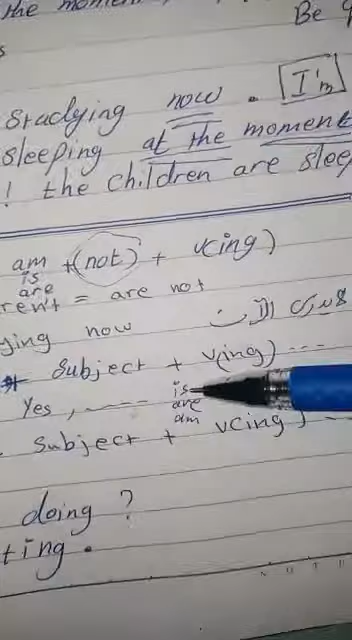 the moment
Be
studying now . I'm
sleeping at the moment
! the children are sleep
am + (not) + V(ing)
is
are
ren't = are not
ying now
Subject + V(ing) ---
Yes , ---- is
are
am
Subject + V(ing) --
doing ?
ting .